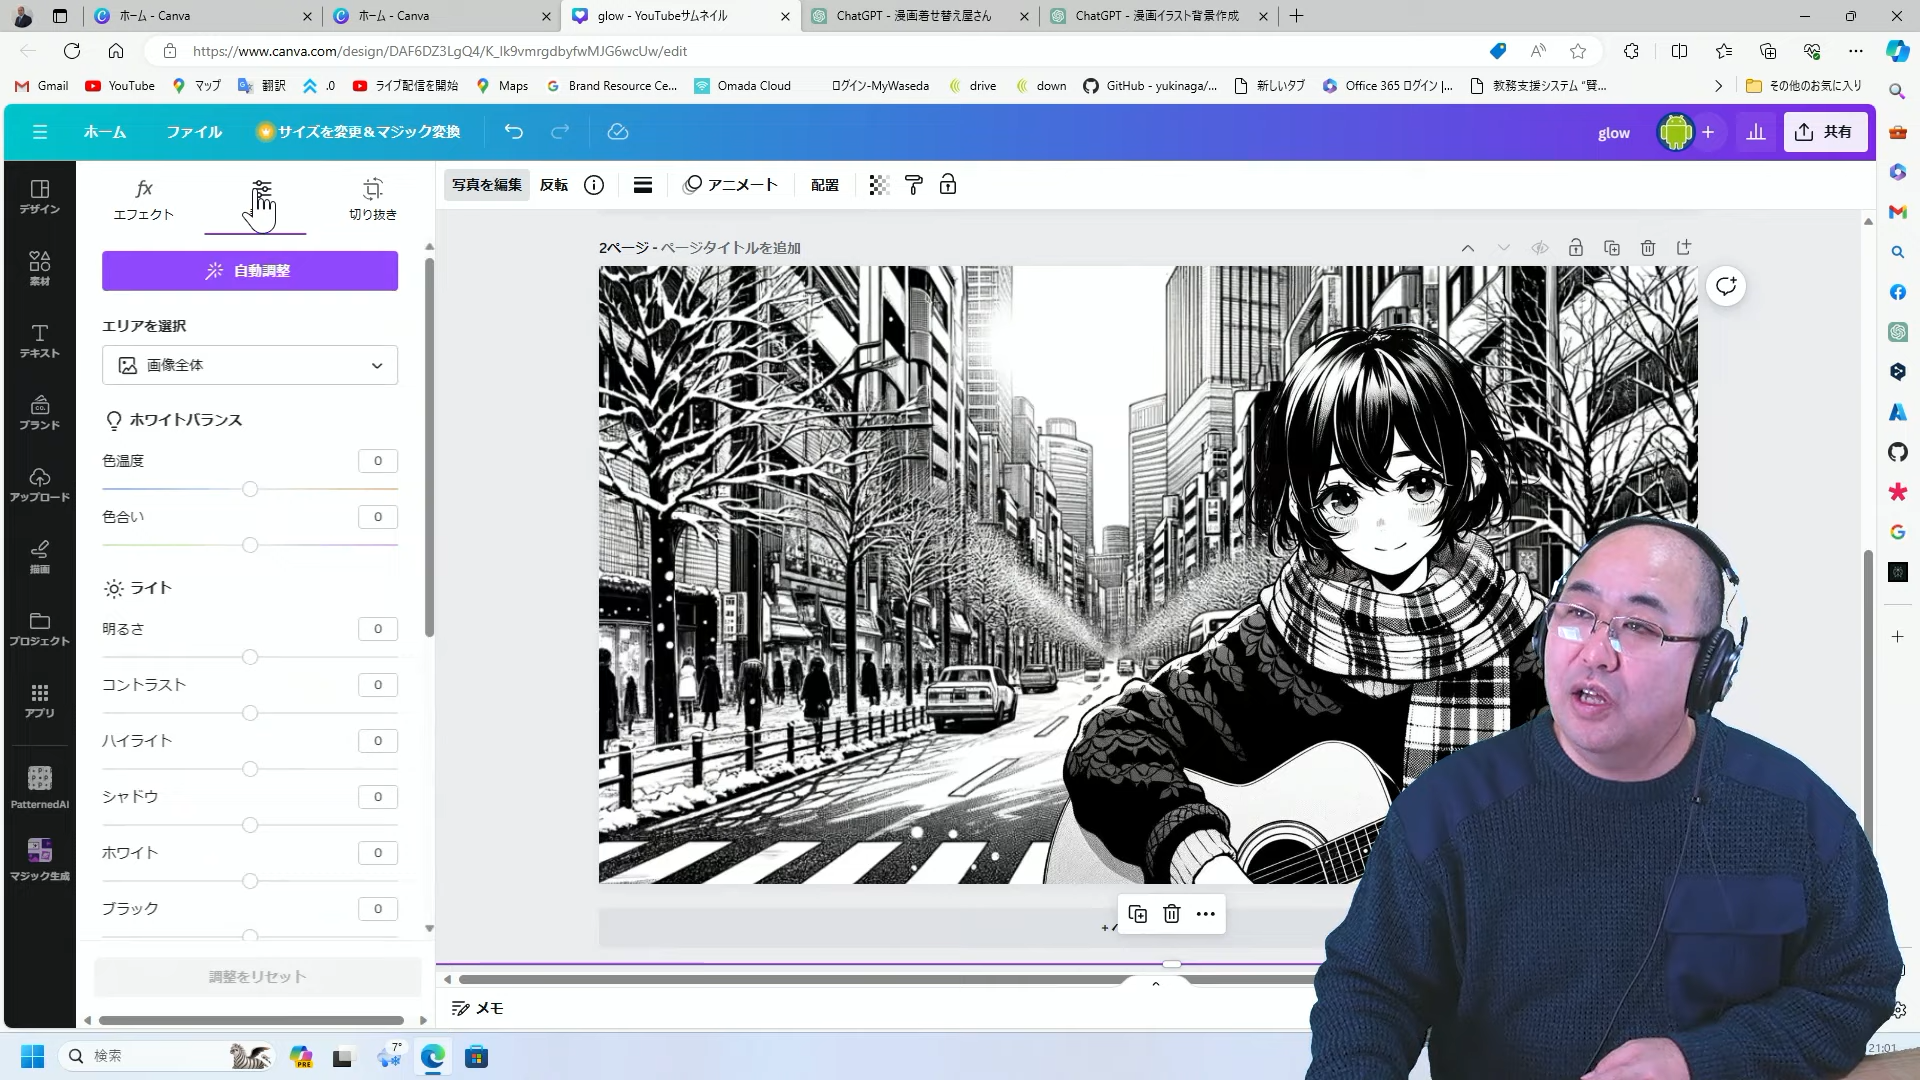 ホーム - Canva
ホーム - Canva
glow - YouTubeサムネイル
ChatGPT - 漫画着せ替え屋さん
ChatGPT - 漫画イラスト背景作成
https://www.canva.com/design/DAF6DZ3LgQ4/K_lk9vmrgdbyfwMJG6wcUw/edit
Gmail
YouTube
マップ
翻訳
.0
ライブ配信を開始
Maps
Brand Resource Ce...
Omada Cloud
ログイン-MyWaseda
drive
down
GitHub - yukinaga/...
新しいタブ
Office 365 ログイン |...
教務支援システム “賢...
その他のお気に入り
ホーム
ファイル
サイズを変更＆マジック変換
glow
共有
デザイン
素材
テキスト
ブランド
アップロード
描画
プロジェクト
アプリ
PatternedAI
マジック生成
fx
エフェクト
切り抜き
自動調整
エリアを選択
画像全体
ホワイトバランス
色温度
0
色合い
0
ライト
明るさ
0
コントラスト
0
ハイライト
0
シャドウ
0
ホワイト
0
ブラック
0
調整をリセット
写真を編集
反転
アニメート
配置
2ページ - ページタイトルを追加
メモ
検索
PRE
7°
21:01